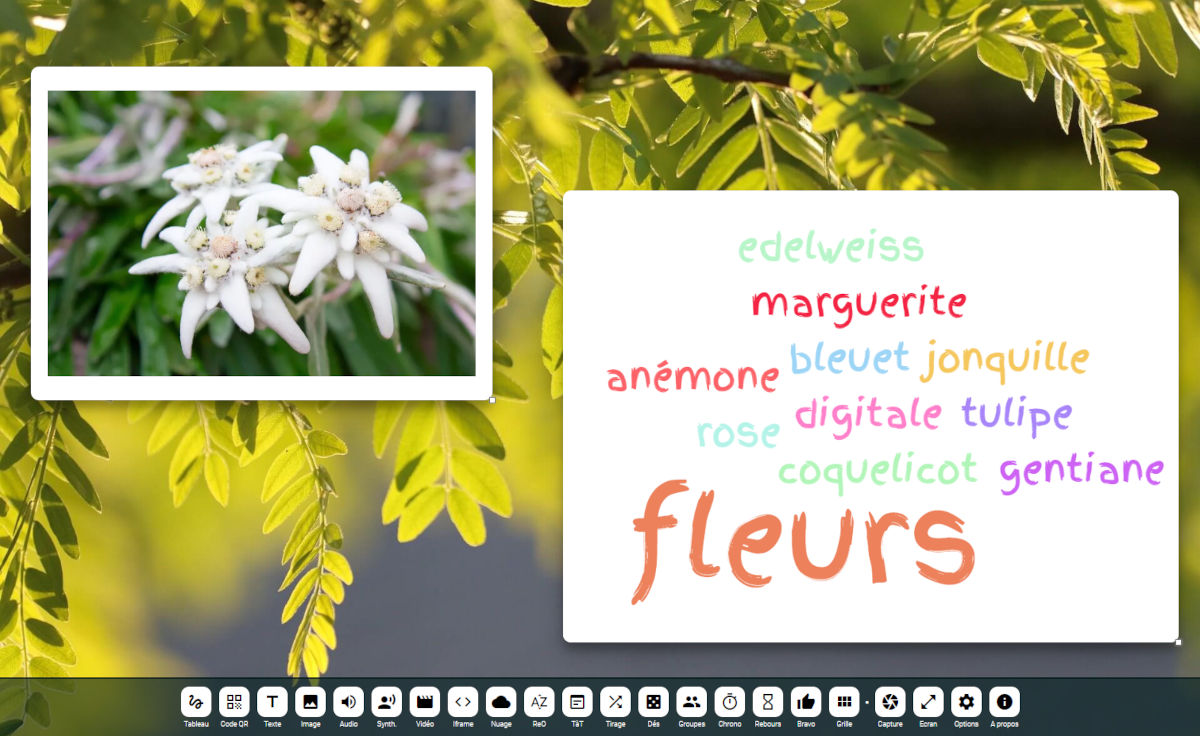 edelweiss
marguerite
anémone bleuet jonquille
rose digitale tulipe
coquelicot gentiane
fleurs
Tableau Code QR Texte Image Audio Synth. Vidéo Iframe Nuage ReO TàT Tirage Dés Groupes Chrono Rebours Bravo Grille Capture Ecran Options A propos